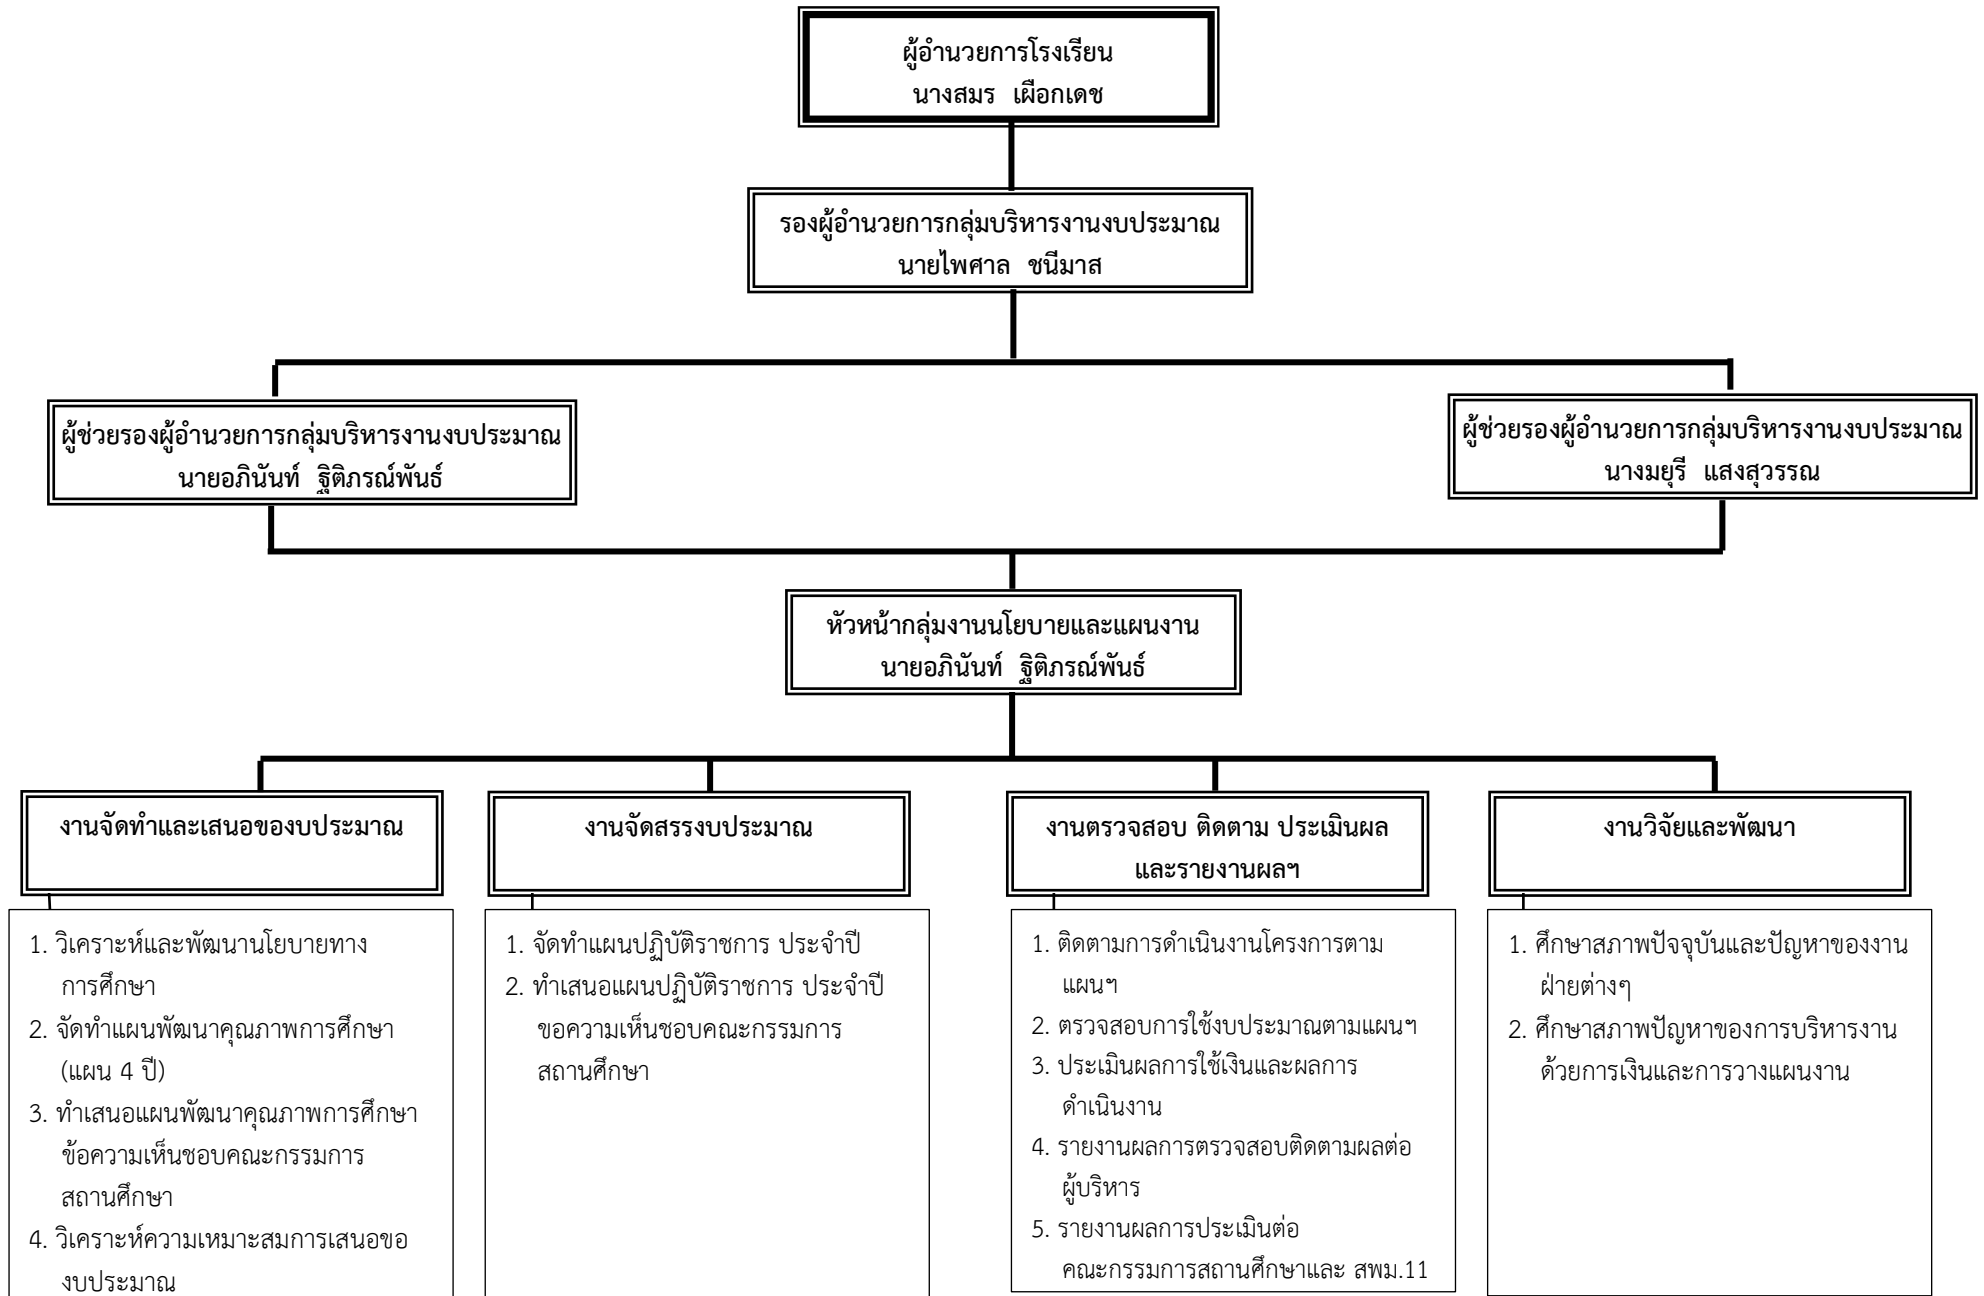 ผู้อำนวยการโรงเรียน
นางสมร เผือกเดช
รองผู้อำนวยการกลุ่มบริหารงานงบประมาณ
นายไพศาล ชนีมาส
ผู้ช่วยรองผู้อำนวยการกลุ่มบริหารงานงบประมาณ
นายอภินันท์ ฐิติภรณ์พันธ์
ผู้ช่วยรองผู้อำนวยการกลุ่มบริหารงานงบประมาณ
นางมยุรี แสงสุวรรณ
หัวหน้ากลุ่มงานนโยบายและแผนงาน
นายอภินันท์ ฐิติภรณ์พันธ์
งานจัดทำและเสนอของบประมาณ
1. วิเคราะห์และพัฒนานโยบายทาง
การศึกษา
2. จัดทำแผนพัฒนาคุณภาพการศึกษา
(แผน 4 ปี)
3. ทำเสนอแผนพัฒนาคุณภาพการศึกษา
ข้อความเห็นชอบคณะกรรมการ
สถานศึกษา
4. วิเคราะห์ความเหมาะสมการเสนอขอ
งบประมาณ
งานจัดสรรงบประมาณ
1. จัดทำแผนปฏิบัติราชการ ประจำปี
2. ทำเสนอแผนปฏิบัติราชการ ประจำปี
ขอความเห็นชอบคณะกรรมการ
สถานศึกษา
งานตรวจสอบ ติดตาม ประเมินผล
และรายงานผลฯ
1. ติดตามการดำเนินงานโครงการตาม
แผนฯ
2. ตรวจสอบการใช้งบประมาณตามแผนฯ
3. ประเมินผลการใช้เงินและผลการ
ดำเนินงาน
4. รายงานผลการตรวจสอบติดตามผลต่อ
ผู้บริหาร
5. รายงานผลการประเมินต่อ
คณะกรรมการสถานศึกษาและ สพม.11
งานวิจัยและพัฒนา
1. ศึกษาสภาพปัจจุบันและปัญหาของงาน
ฝ่ายต่างๆ
2. ศึกษาสภาพปัญหาของการบริหารงาน
ด้วยการเงินและการวางแผนงาน